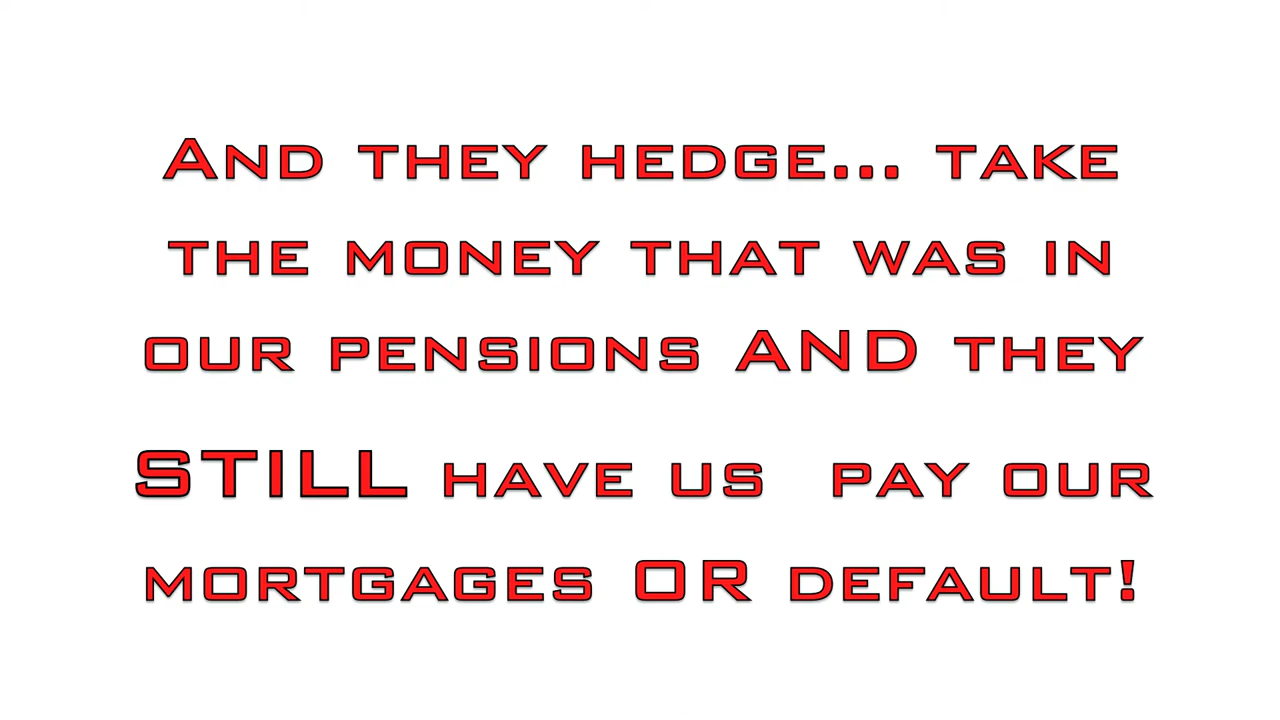 And they hedge... take
the money that was in
our pensions AND they
STILL have us  pay our
mortgages OR default!